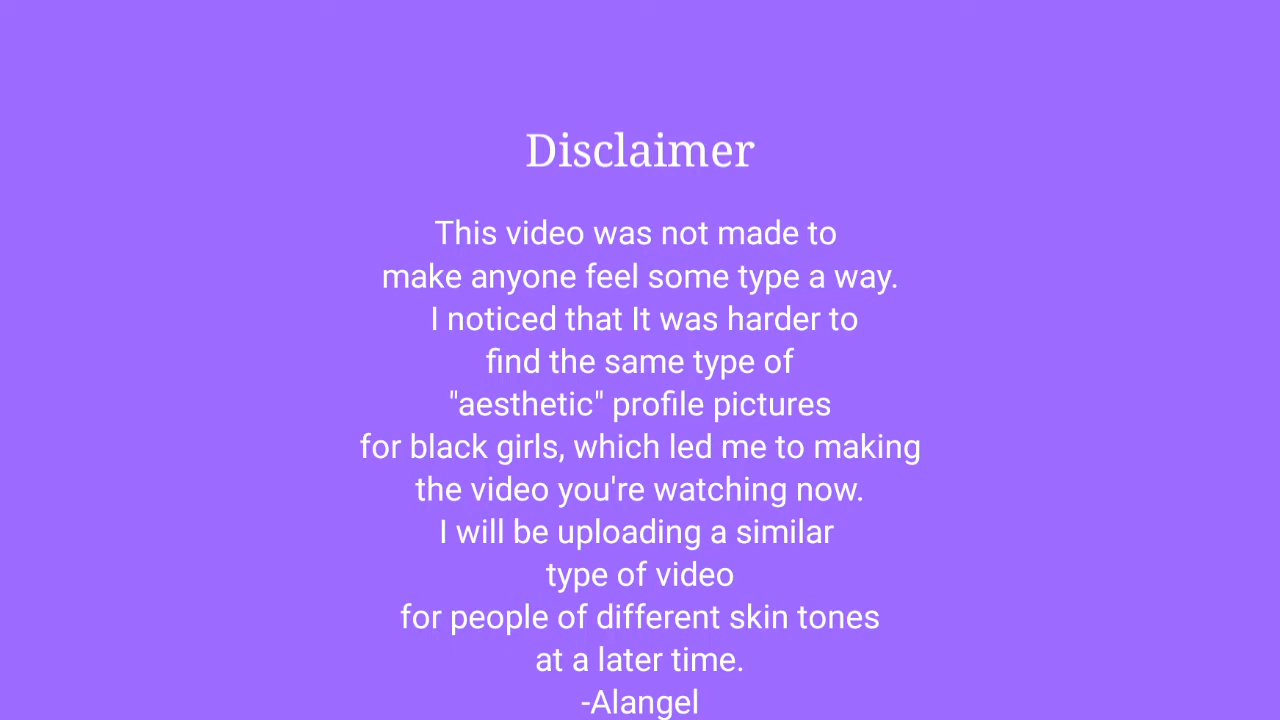 Disclaimer
This video was not made to
make anyone feel some type a way.
I noticed that It was harder to
find the same type of
"aesthetic" profile pictures
for black girls, which led me to making
the video you're watching now.
I will be uploading a similar
type of video
for people of different skin tones
at a later time.
-Alangel